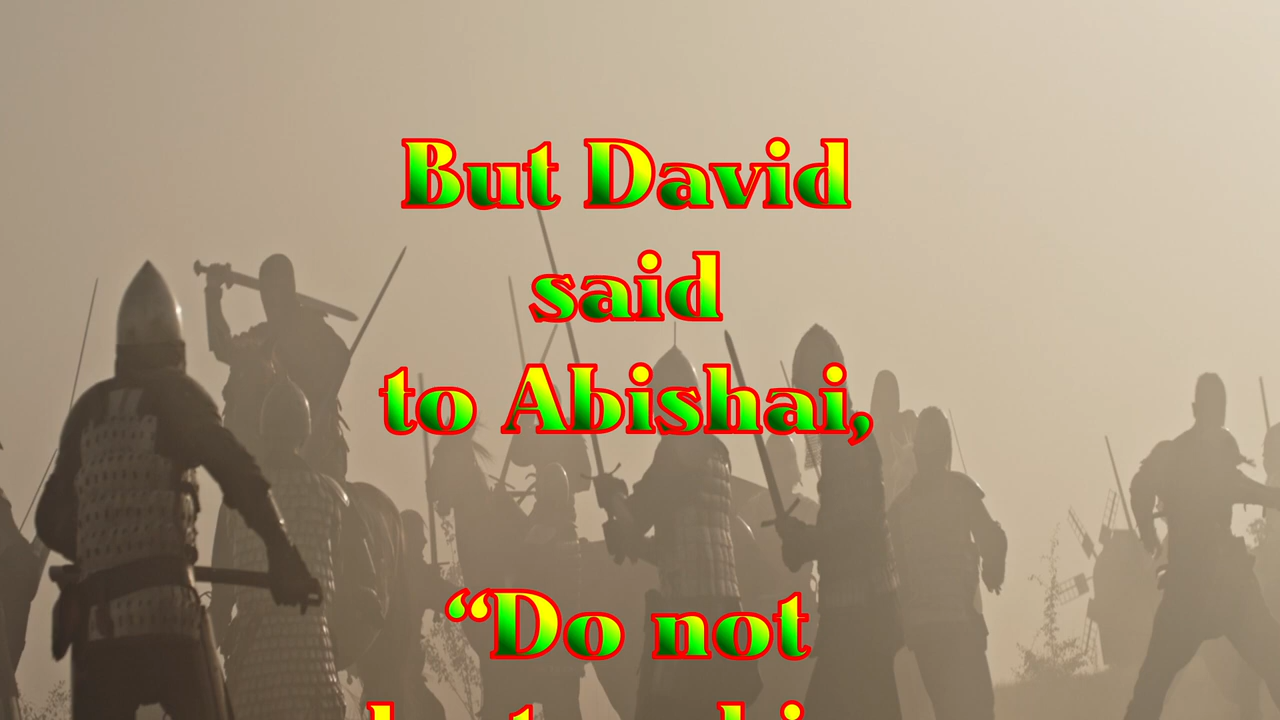 But David
said
to Abishai,
“Do not